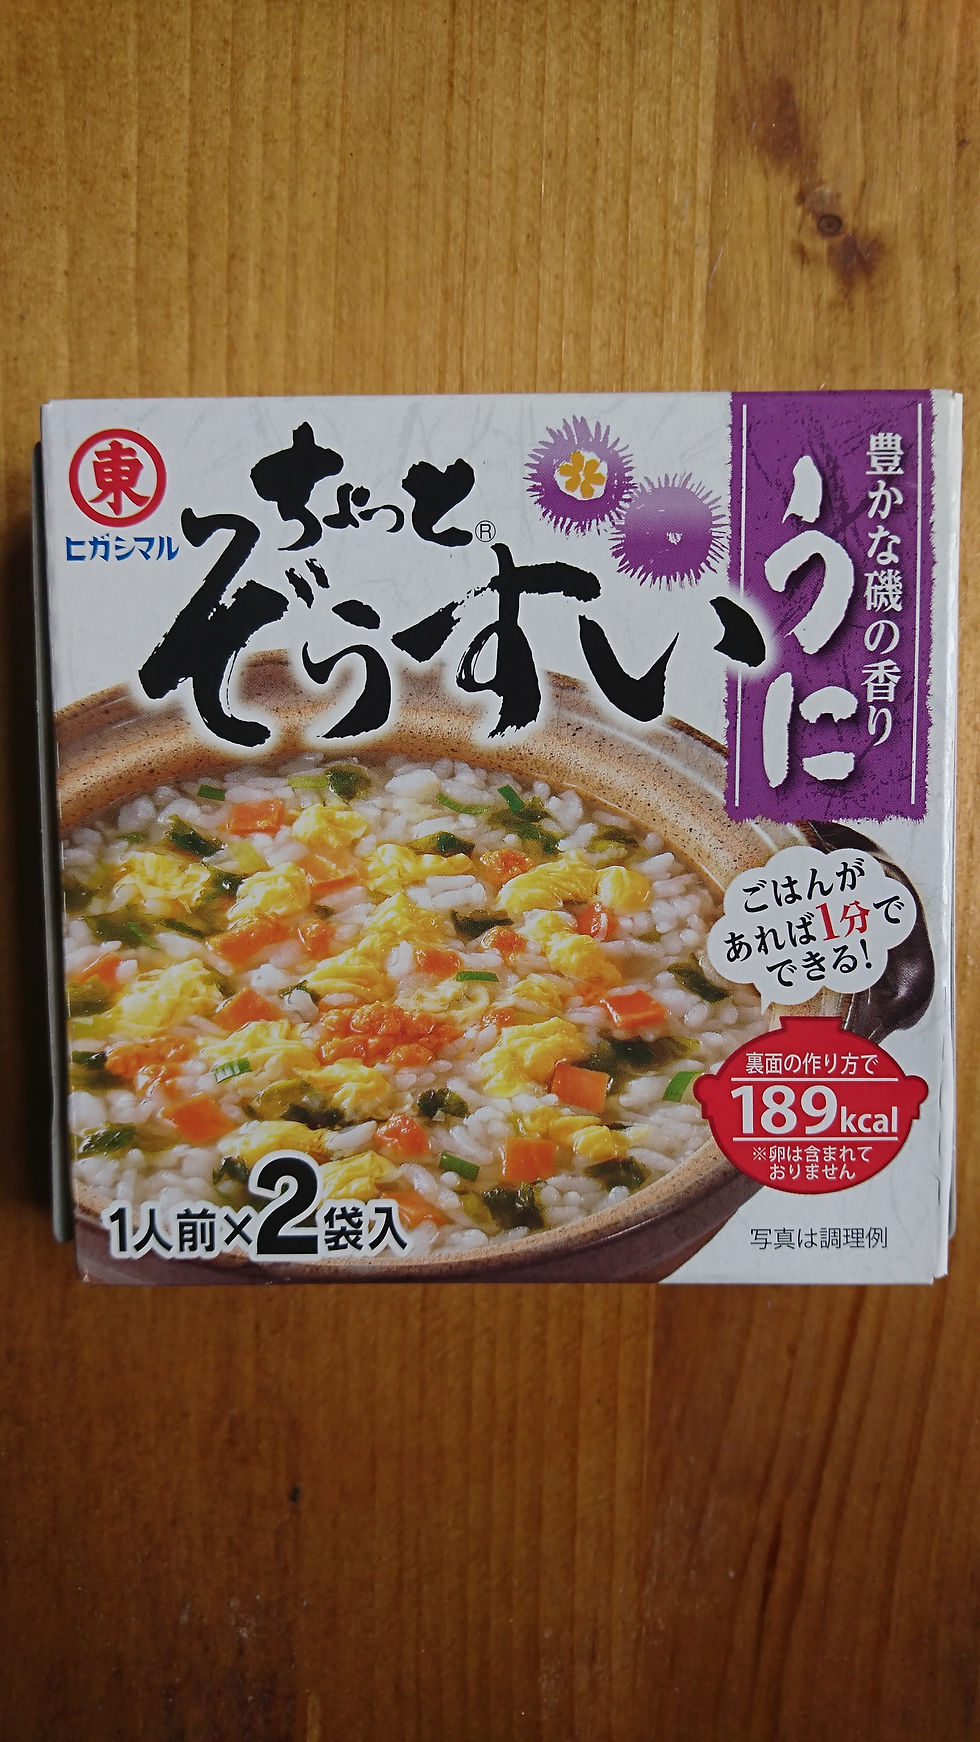 東
ヒガシマル
ちょっと
ぞうすい®
豊かな磯の香り
うに
ごはんが
あれば1分で
できる!
裏面の作り方で
189kcal
※卵は含まれて
おりません
1人前×2袋入
写真は調理例